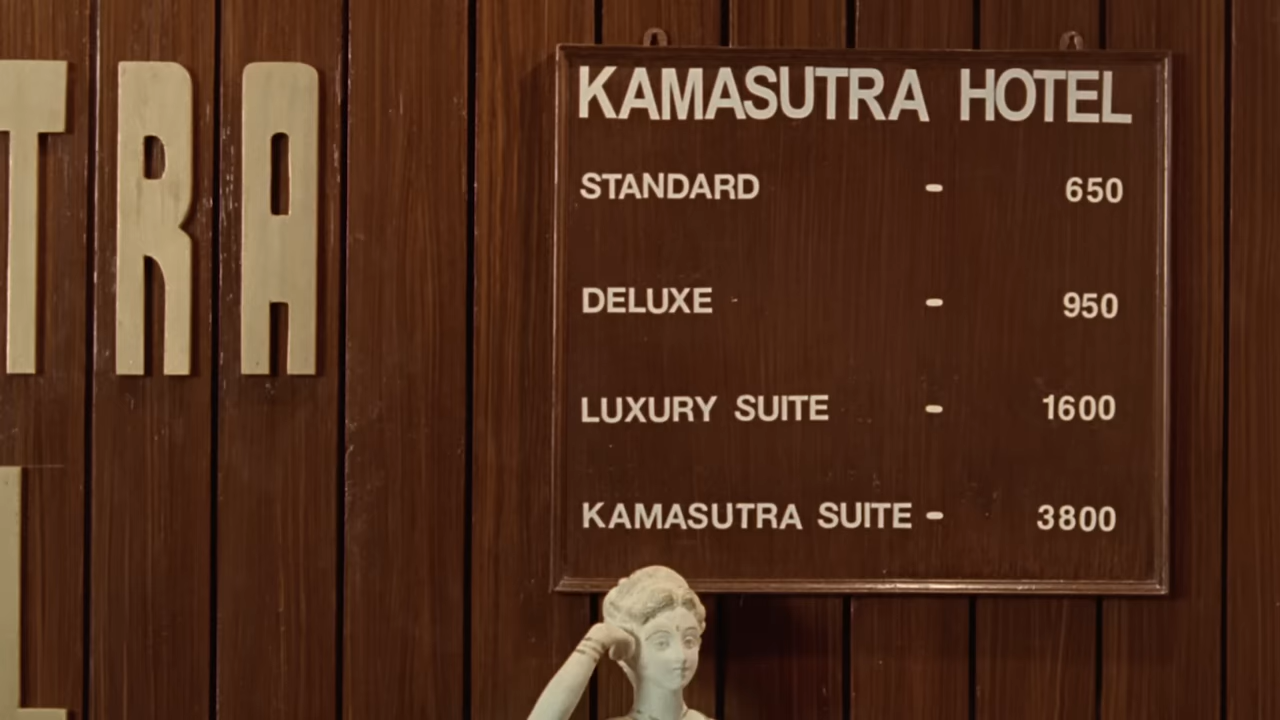 TRA
L
KAMASUTRA HOTEL
STANDARD - 650
DELUXE - 950
LUXURY SUITE - 1600
KAMASUTRA SUITE - 3800